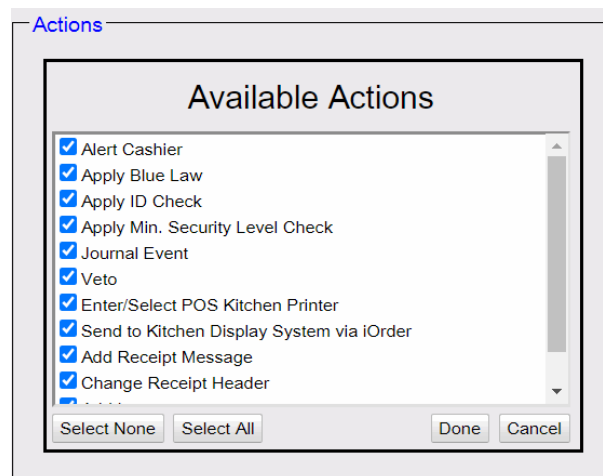 Actions
Available Actions
Alert Cashier
Apply Blue Law
Apply ID Check
Apply Min. Security Level Check
Journal Event
Veto
Enter/Select POS Kitchen Printer
Send to Kitchen Display System via iOrder
Add Receipt Message
Change Receipt Header
Select None Select All Done Cancel